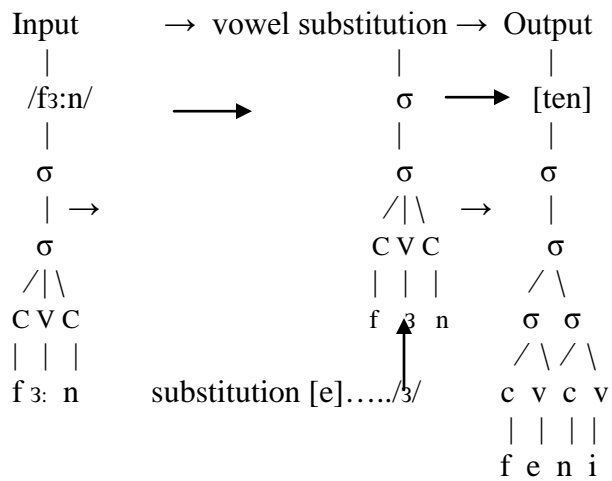 Input → vowel substitution → Output
| | |
/fɜ:n/ → σ → [ten]
| | |
σ σ σ
| → /|\ → |
σ C V C σ
/|\ | | | / \
C V C f ɜ n σ σ
| | | / \ / \
f ɜ: n substitution [e]…../ɜ/ c v c v
| | | |
f e n i